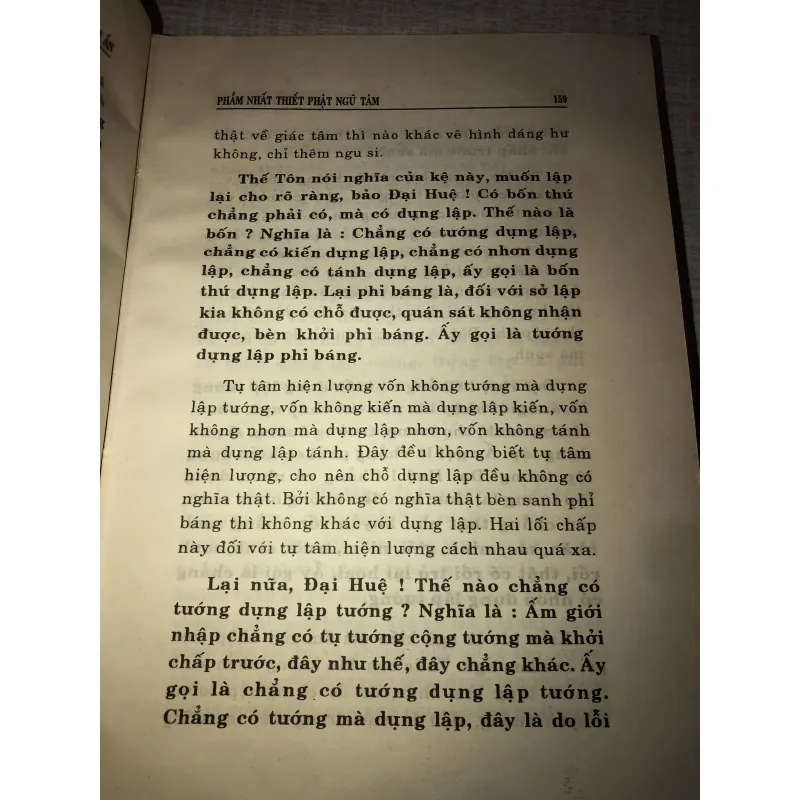 PHẨM NHẤT THIẾT PHẬT NGỮ TÂM 159
thật về giác tâm thì nào khác vẽ hình dáng hư
không, chỉ thêm ngu si.
Thế Tôn nói nghĩa của kệ này, muốn lập
lại cho rõ ràng, bảo Đại Huệ ! Có bốn thứ
chẳng phải có, mà có dựng lập. Thế nào là
bốn ? Nghĩa là : Chẳng có tướng dựng lập,
chẳng có kiến dựng lập, chẳng có nhơn dựng
lập, chẳng có tánh dựng lập, ấy gọi là bốn
thứ dựng lập. Lại phỉ báng là, đối với sở lập
kia không có chỗ được, quán sát không nhận
được, bèn khởi phỉ báng. Ấy gọi là tướng
dựng lập phỉ báng.
Tự tâm hiện lượng vốn không tướng mà dựng
lập tướng, vốn không kiến mà dựng lập kiến, vốn
không nhơn mà dựng lập nhơn, vốn không tánh
mà dựng lập tánh. Đây đều không biết tự tâm
hiện lượng, cho nên chỗ dựng lập đều không có
nghĩa thật. Bởi không có nghĩa thật bèn sanh phỉ
báng thì không khác với dựng lập. Hai lối chấp
này đối với tự tâm hiện lượng cách nhau quá xa.
Lại nữa, Đại Huệ ! Thế nào chẳng có
tướng dựng lập tướng ? Nghĩa là : Ấm giới
nhập chẳng có tự tướng cộng tướng mà khởi
chấp trước, đây như thế, đây chẳng khác. Ấy
gọi là chẳng có tướng dựng lập tướng.
Chẳng có tướng mà dựng lập, đây là do lỗi